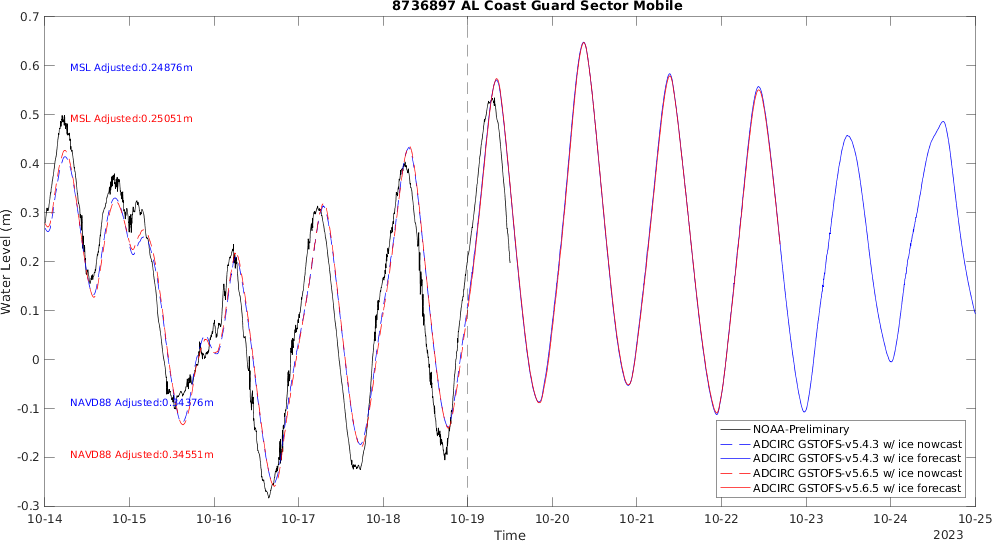 8736897 AL Coast Guard Sector Mobile
0.7
0.6
0.5
0.4
0.3
0.2
0.1
0
-0.1
-0.2
-0.3
Water Level (m)
MSL Adjusted:0.24876m
MSL Adjusted:0.25051m
NAVD88 Adjusted:0.34376m
NAVD88 Adjusted:0.34551m
NOAA-Preliminary
ADCIRC GSTOFS-v5.4.3 w/ ice nowcast
ADCIRC GSTOFS-v5.4.3 w/ ice forecast
ADCIRC GSTOFS-v5.6.5 w/ ice nowcast
ADCIRC GSTOFS-v5.6.5 w/ ice forecast
10-14 10-15 10-16 10-17 10-18 10-19 10-20 10-21 10-22 10-23 10-24 10-25
Time
2023